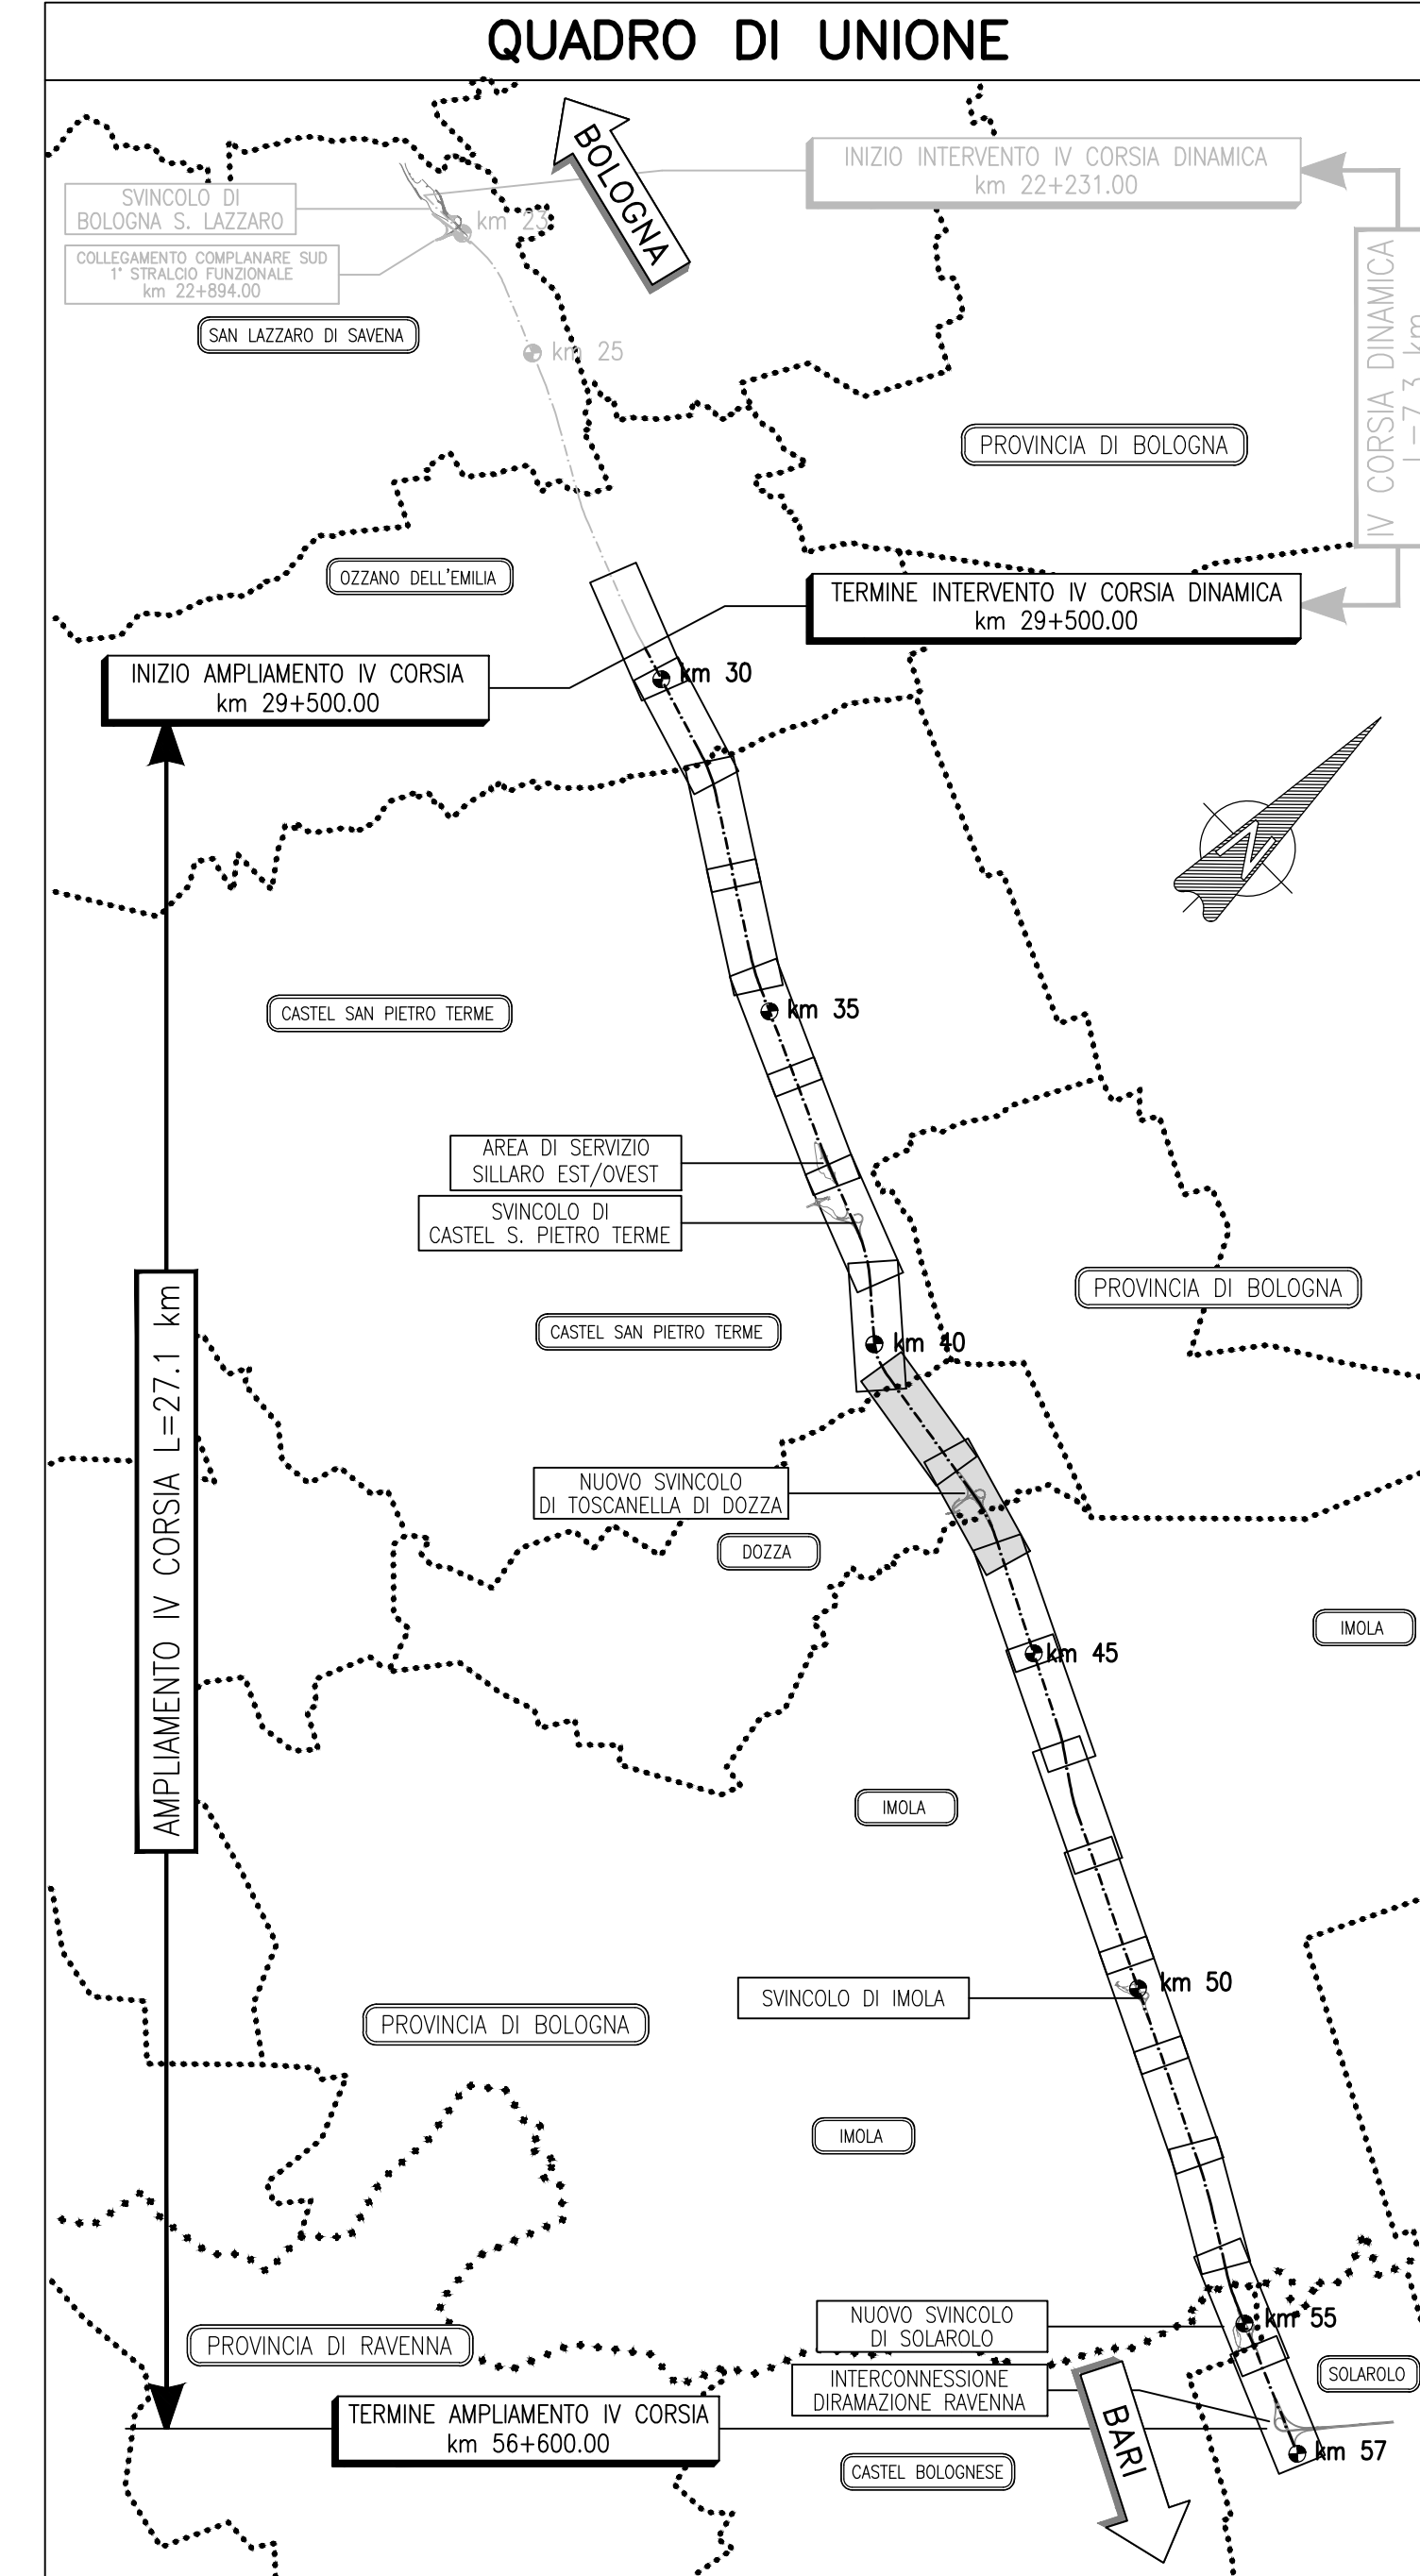 QUADRO DI UNIONE
BOLOGNA
INIZIO INTERVENTO IV CORSIA DINAMICA
km 22+231.00
SVINCOLO DI
BOLOGNA S. LAZZARO
km 23
COLLEGAMENTO COMPLANARE SUD
1° STRALCIO FUNZIONALE
km 22+894.00
IV CORSIA DINAMICA
L=7.3 km
SAN LAZZARO DI SAVENA
km 25
PROVINCIA DI BOLOGNA
OZZANO DELL'EMILIA
TERMINE INTERVENTO IV CORSIA DINAMICA
km 29+500.00
INIZIO AMPLIAMENTO IV CORSIA
km 29+500.00
km 30
N
CASTEL SAN PIETRO TERME
km 35
AREA DI SERVIZIO
SILLARO EST/OVEST
SVINCOLO DI
CASTEL S. PIETRO TERME
PROVINCIA DI BOLOGNA
CASTEL SAN PIETRO TERME
km 40
AMPLIAMENTO IV CORSIA L=27.1 km
NUOVO SVINCOLO
DI TOSCANELLA DI DOZZA
DOZZA
IMOLA
km 45
IMOLA
km 50
SVINCOLO DI IMOLA
PROVINCIA DI BOLOGNA
IMOLA
NUOVO SVINCOLO
DI SOLAROLO
km 55
PROVINCIA DI RAVENNA
INTERCONNESSIONE
DIRAMAZIONE RAVENNA
SOLAROLO
TERMINE AMPLIAMENTO IV CORSIA
km 56+600.00
BARI
km 57
CASTEL BOLOGNESE